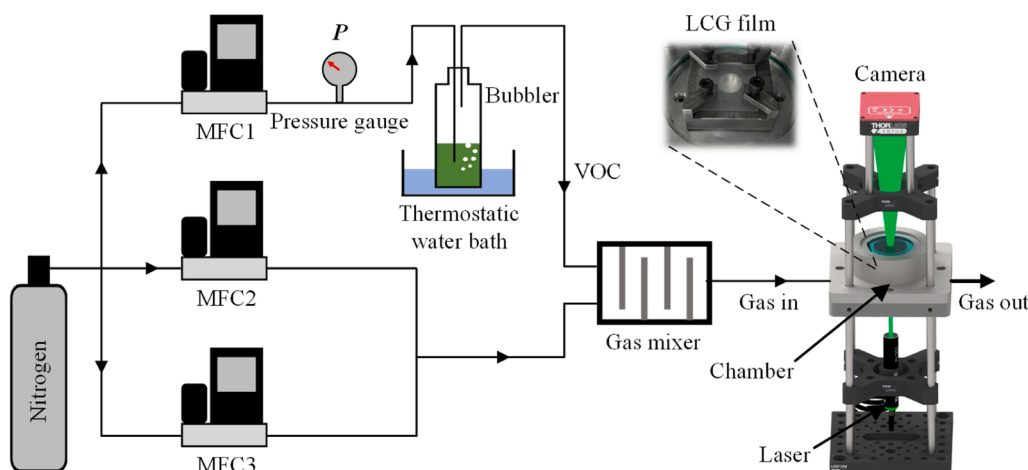 LCG film
P
Camera
THORLABS
Bubbler
MFC1
Pressure gauge
VOC
Thermostatic
water bath
MFC2
Gas in
Gas out
Gas mixer
Nitrogen
Chamber
Laser
MFC3